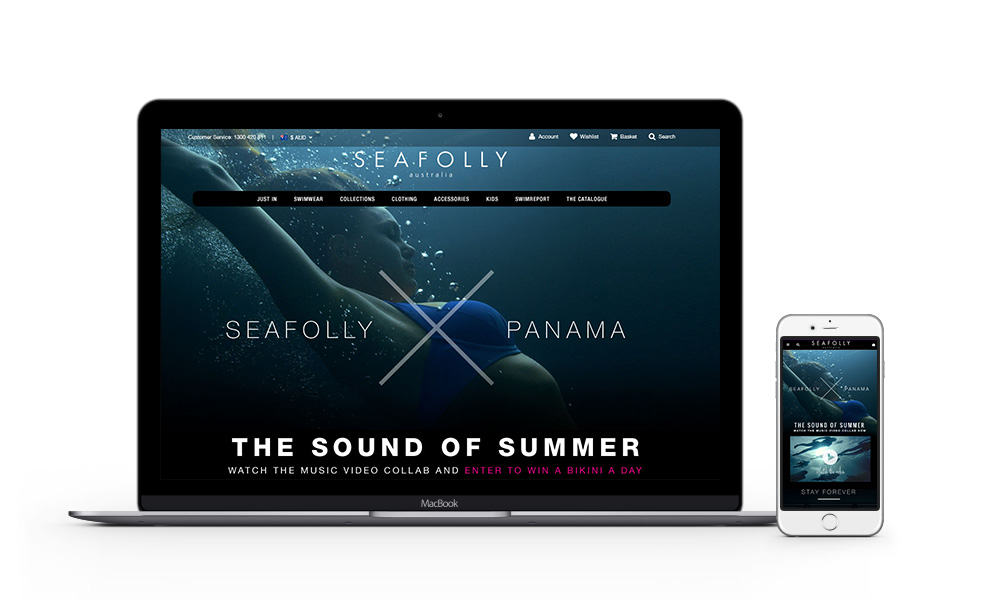 Customer Service: 1300 420 811 | $ AUD Account Wishlist Basket Search
SEAFOLLY
australia
JUST IN SWIMWEAR COLLECTIONS CLOTHING ACCESSORIES KIDS SWIMREPORT THE CATALOGUE
SEAFOLLY X PANAMA
THE SOUND OF SUMMER
WATCH THE MUSIC VIDEO COLLAB AND ENTER TO WIN A BIKINI A DAY
MacBook
SEAFOLLY
australia
SEAFOLLY X PANAMA
THE SOUND OF SUMMER
WATCH THE MUSIC VIDEO COLLAB NOW
STAY FOREVER